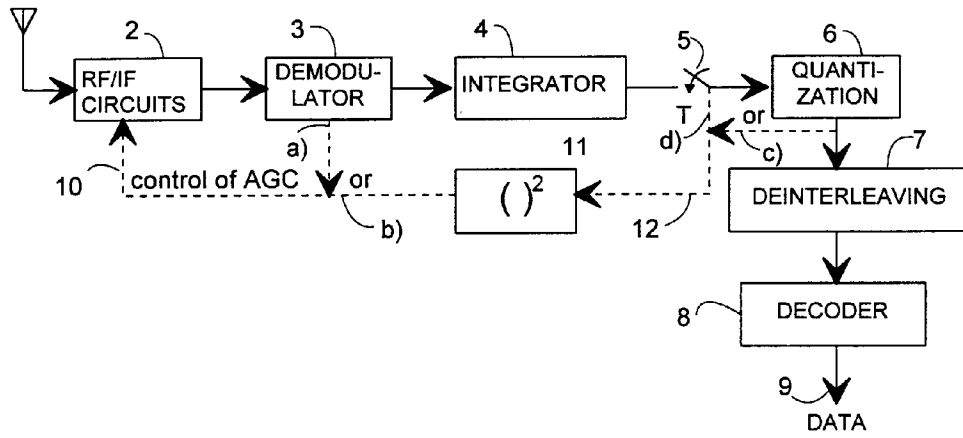 2
3
4
5
6
RF/IF
CIRCUITS
DEMODU-
LATOR
INTEGRATOR
QUANTI-
ZATION
T
or
a)
d)
c)
7
10
control of AGC
or
11
( )²
b)
12
DEINTERLEAVING
8
DECODER
9
DATA